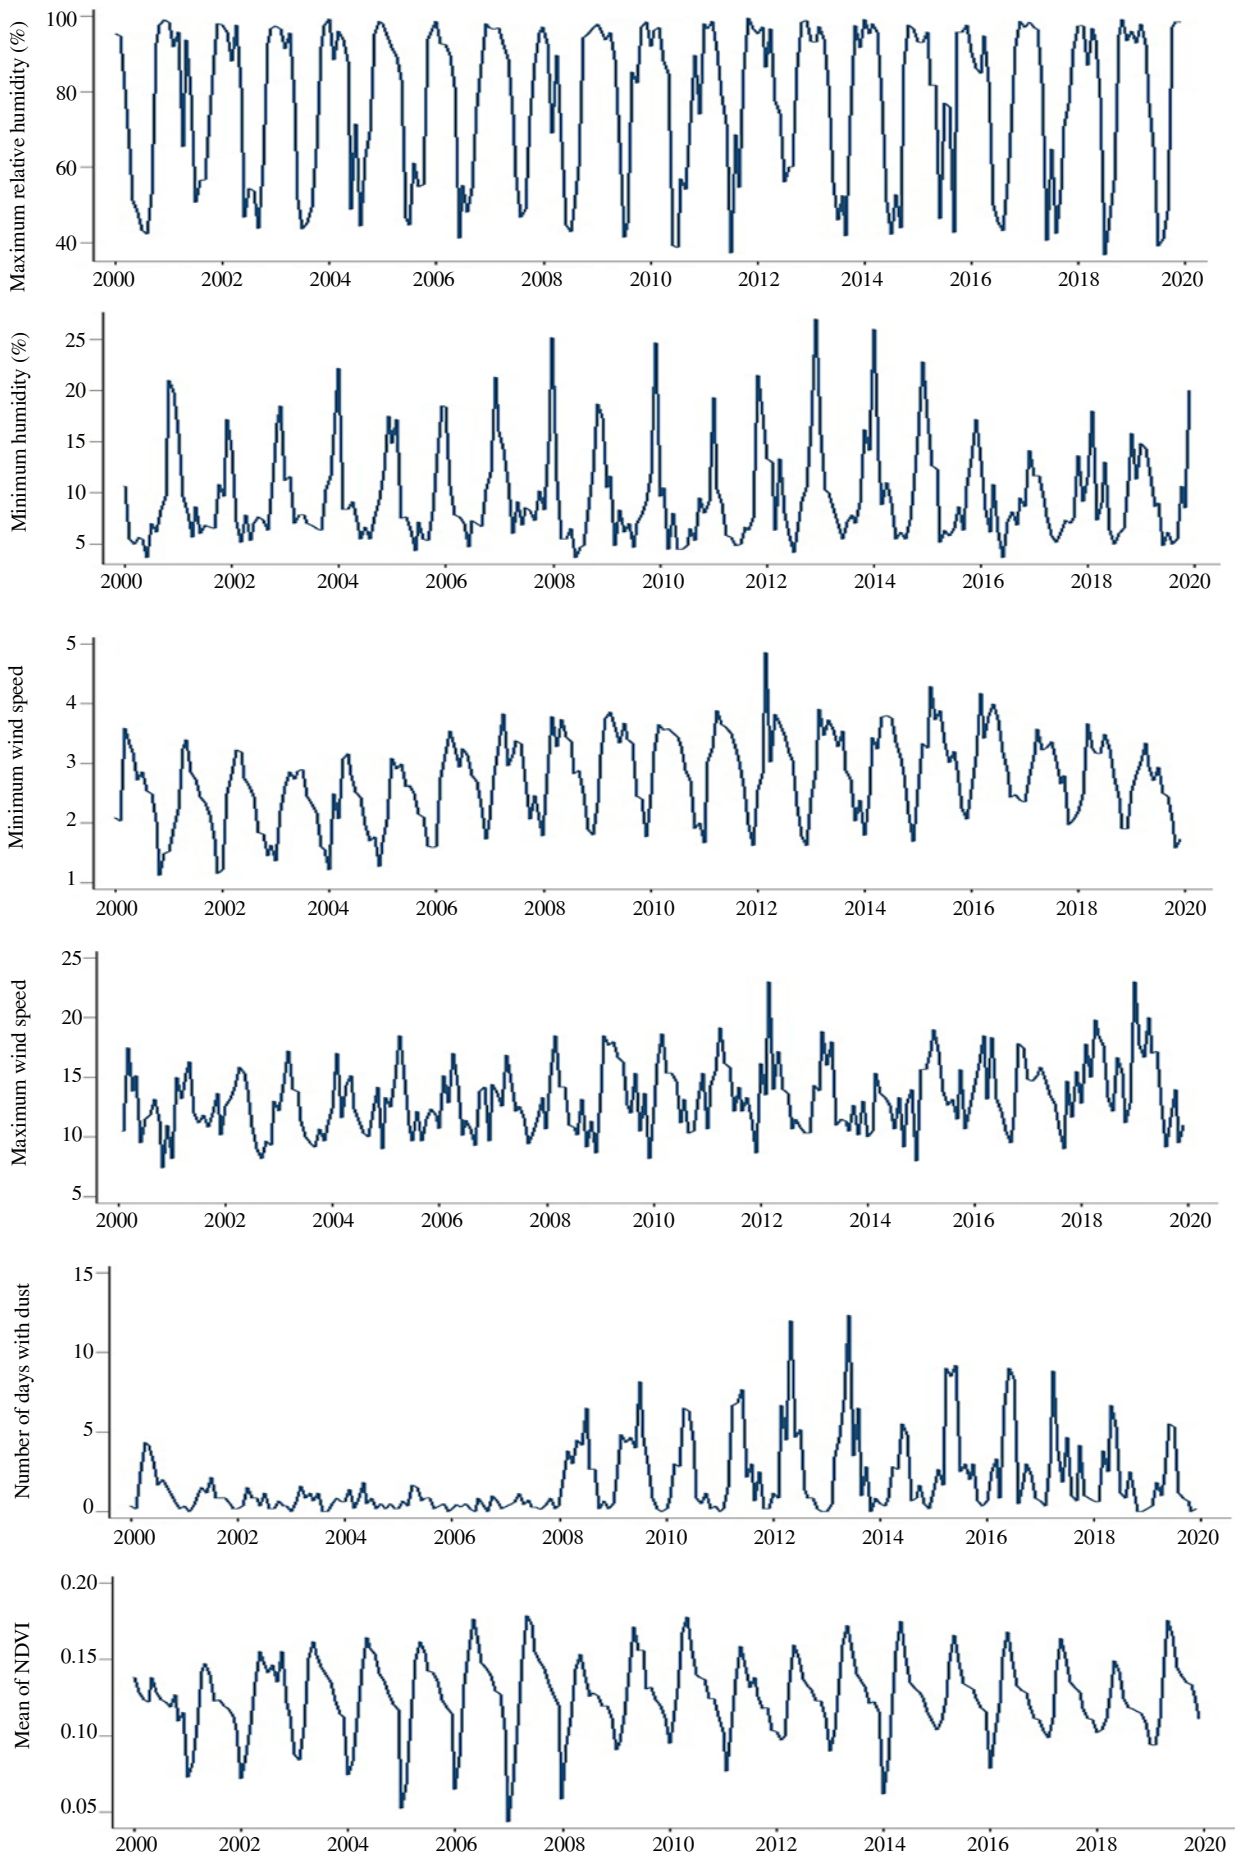 Maximum relative humidity (%)
100
80
60
40
2000 2002 2004 2006 2008 2010 2012 2014 2016 2018 2020
Minimum humidity (%)
25
20
15
10
5
2000 2002 2004 2006 2008 2010 2012 2014 2016 2018 2020
Minimum wind speed
5
4
3
2
1
2000 2002 2004 2006 2008 2010 2012 2014 2016 2018 2020
Maximum wind speed
25
20
15
10
5
2000 2002 2004 2006 2008 2010 2012 2014 2016 2018 2020
Number of days with dust
15
10
5
0
2000 2002 2004 2006 2008 2010 2012 2014 2016 2018 2020
Mean of NDVI
0.20
0.15
0.10
0.05
2000 2002 2004 2006 2008 2010 2012 2014 2016 2018 2020